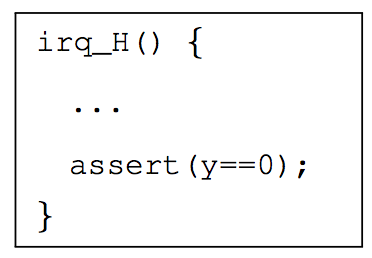 irq_H() {
...
assert(y==0);
}